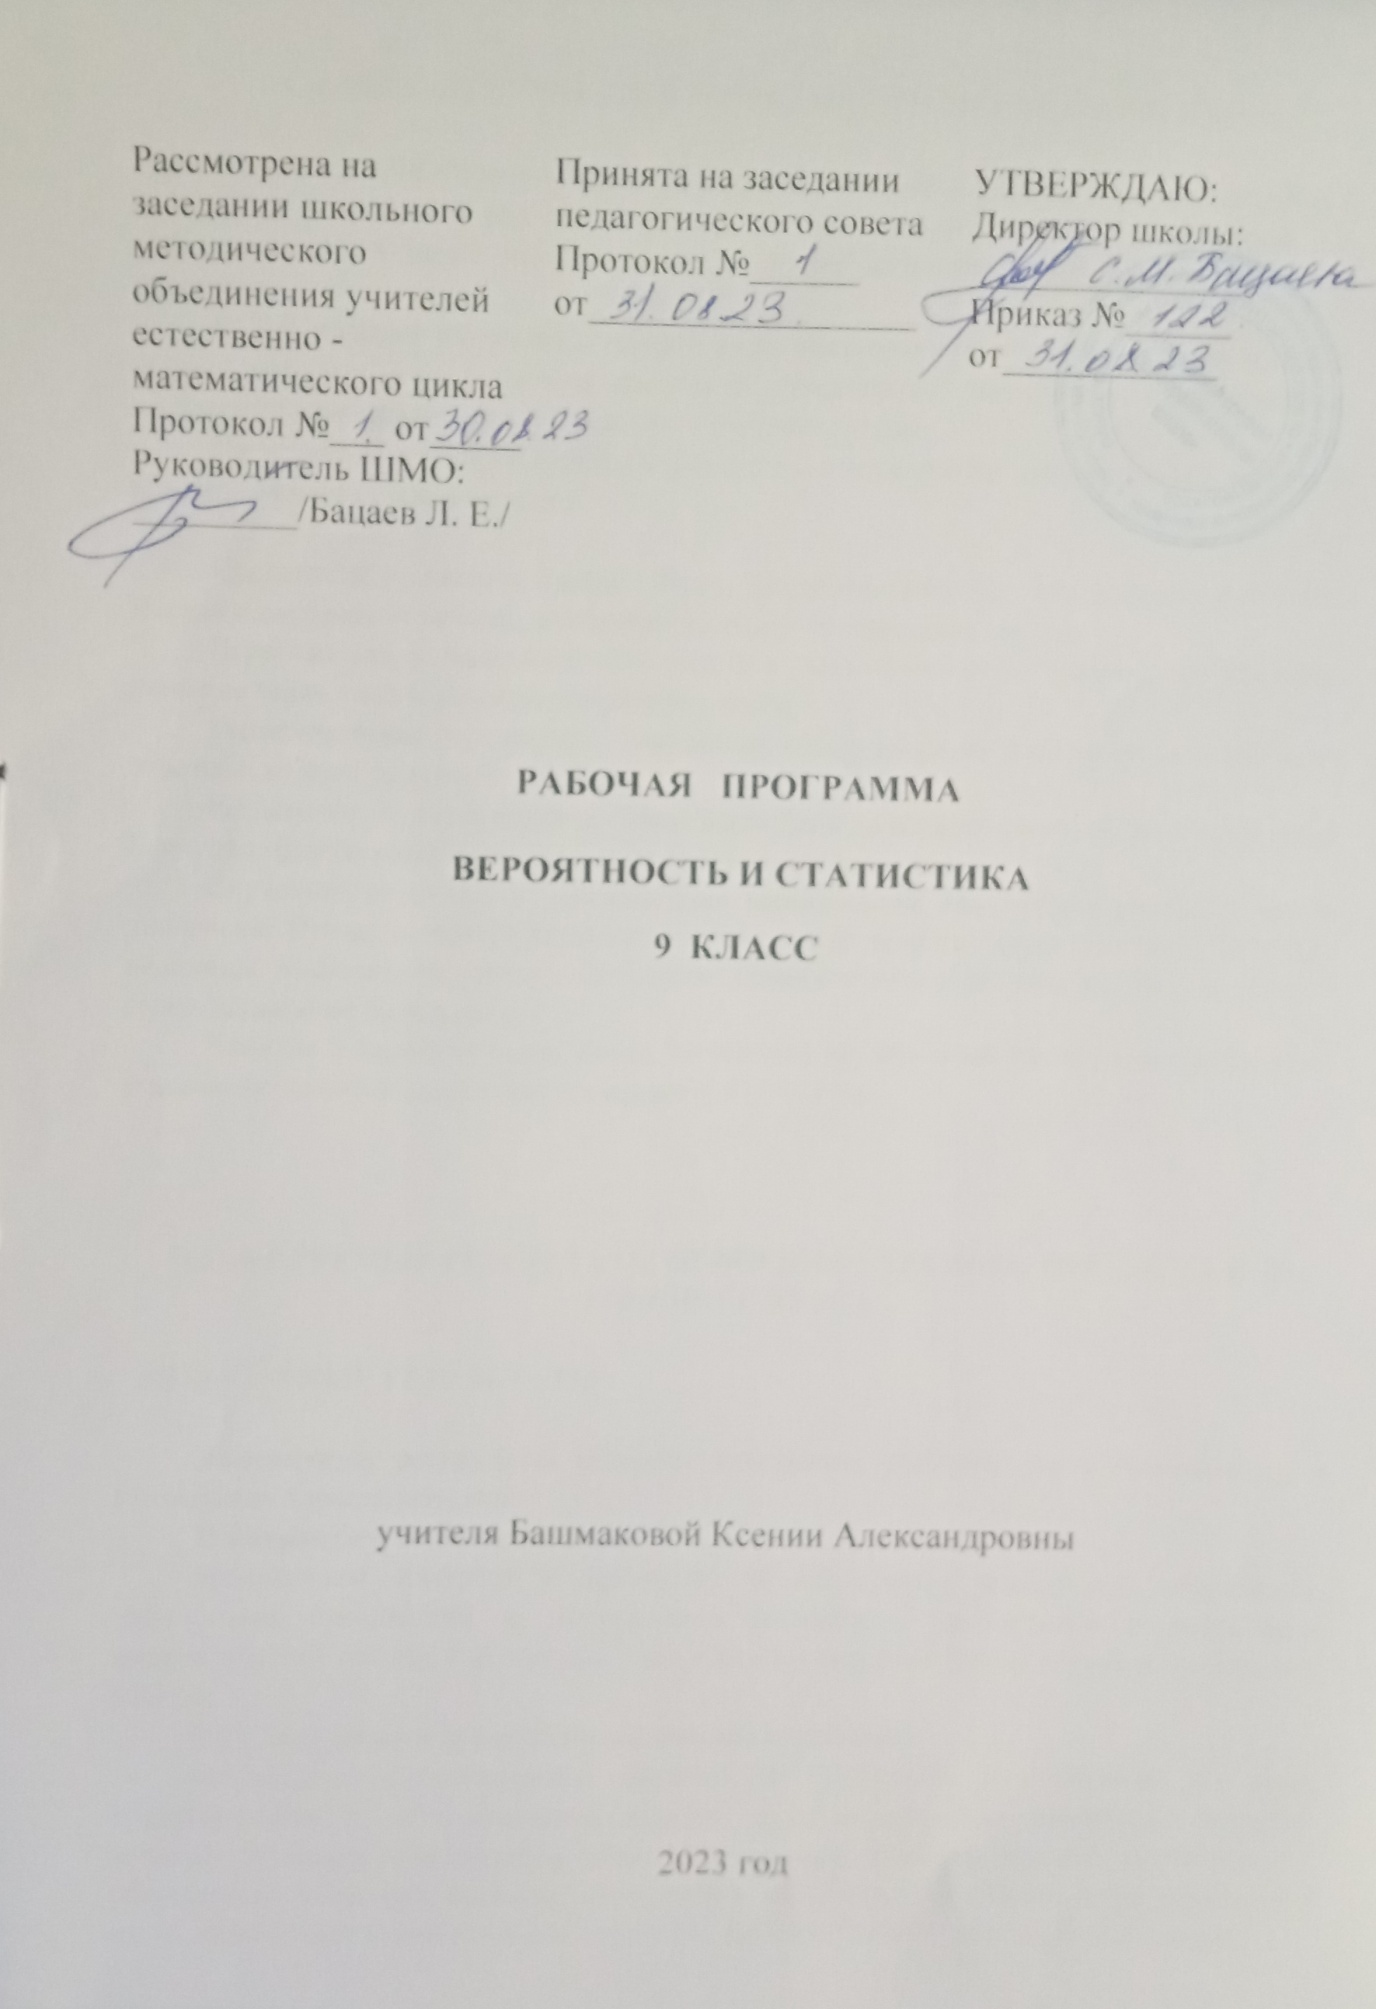 Рассмотрена на
заседании школьного
методического
объединения учителей
естественно -
математического цикла
Протокол № 1. от 30.08.23
Руководитель ШМО:
/Бацаев Л. Е./
Принята на заседании
педагогического совета
Протокол № 1
от 31.08.23
УТВЕРЖДАЮ:
Директор школы:
С.М. Бацаева
Приказ № 122
от 31.08.23
РАБОЧАЯ ПРОГРАММА
ВЕРОЯТНОСТЬ И СТАТИСТИКА
9 КЛАСС
учителя Башмаковой Ксении Александровны
2023 год